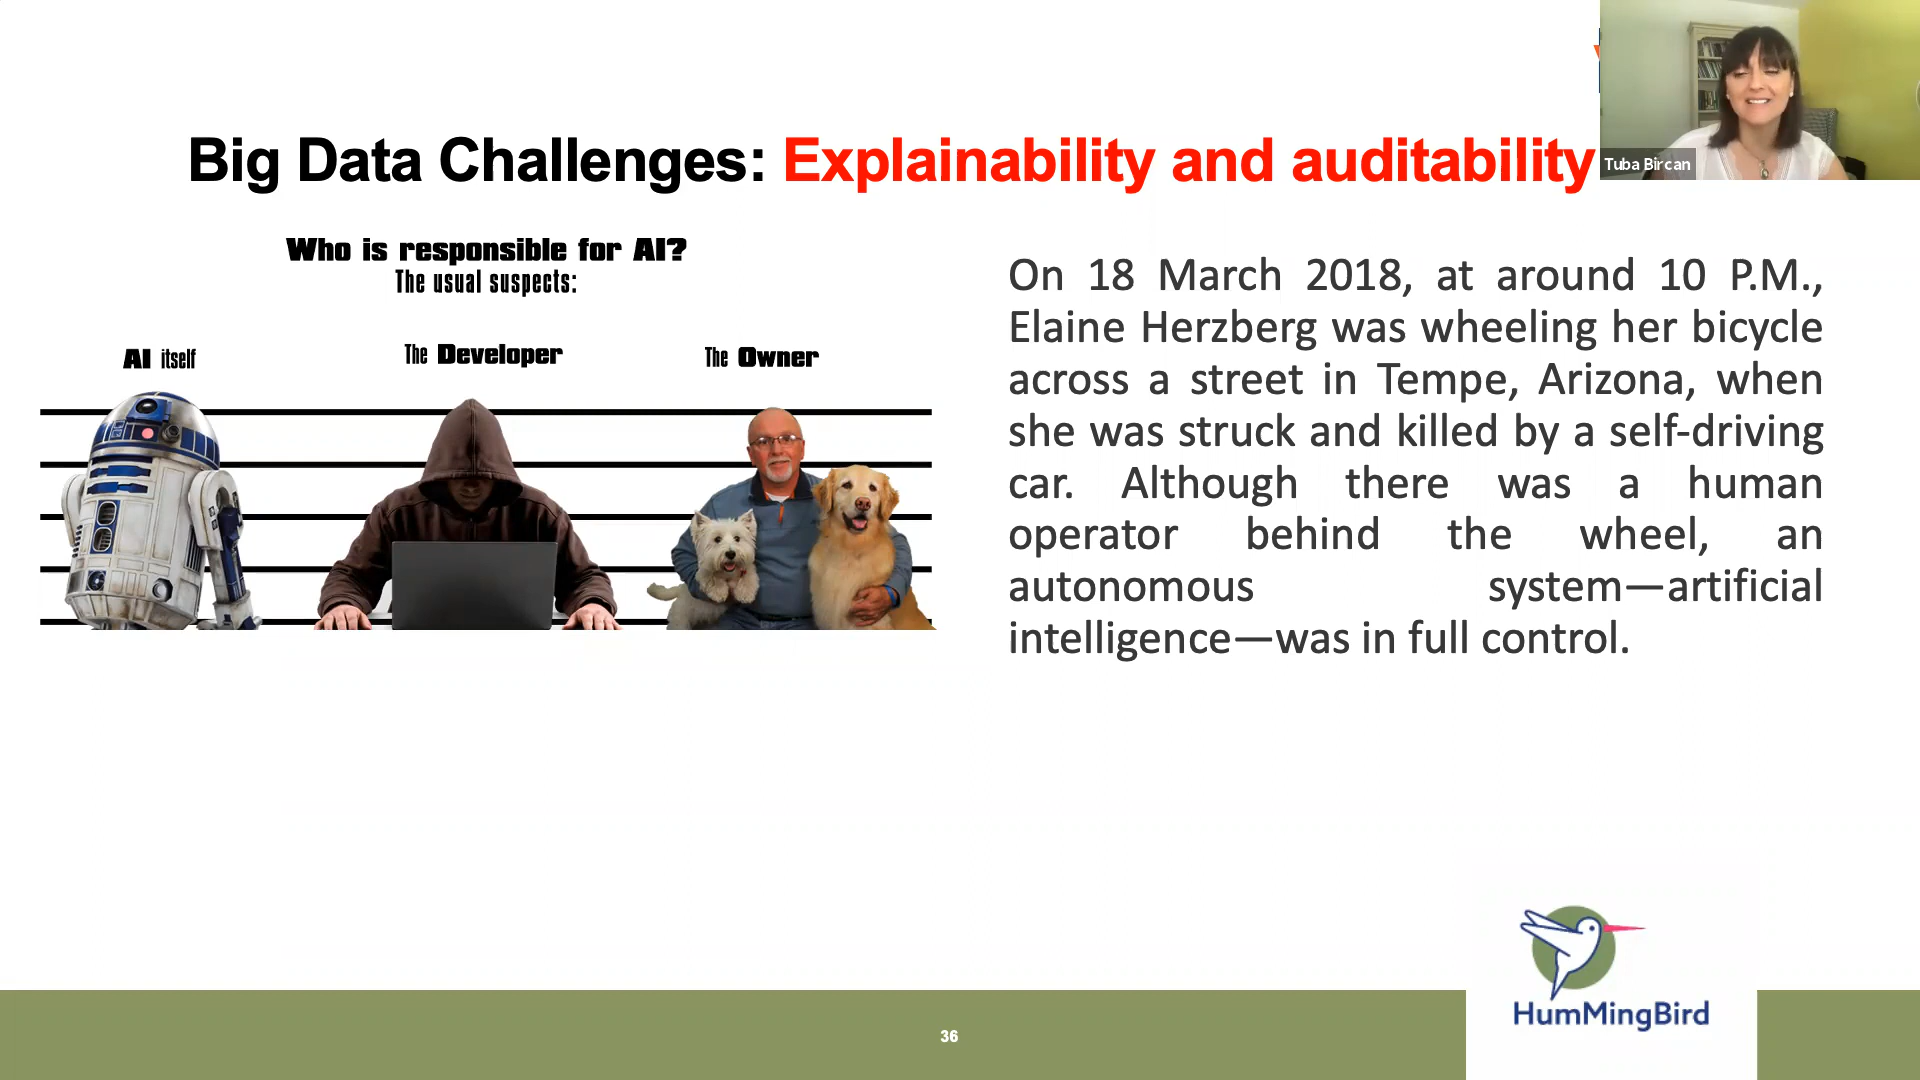 Big Data Challenges: Explainability and auditability
Tuba Bircan
Who is responsible for AI?
The usual suspects:
AI itself
The Developer
The Owner
On 18 March 2018, at around 10 P.M.,
Elaine Herzberg was wheeling her bicycle
across a street in Tempe, Arizona, when
she was struck and killed by a self-driving
car. Although there was a human
operator behind the wheel, an
autonomous system—artificial
intelligence—was in full control.
HumMingBird
36